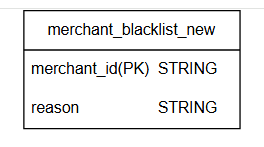 merchant_blacklist_new
merchant_id(PK) STRING
reason STRING